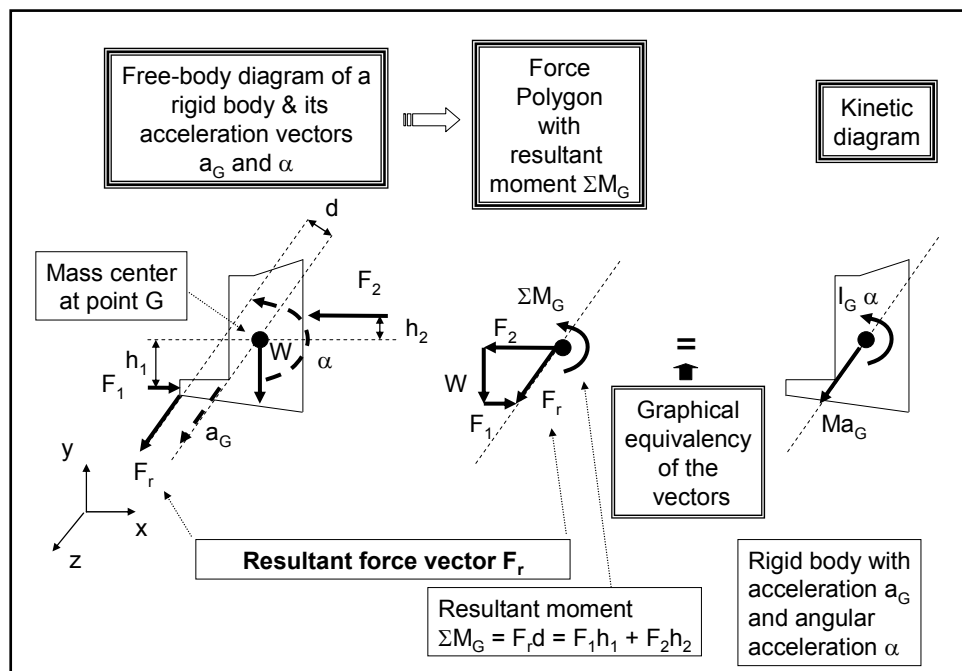 Free-body diagram of a
rigid body & its
acceleration vectors
a_G and α
Force
Polygon
with
resultant
moment ΣM_G
Kinetic
diagram
d
Mass center
at point G
F_2
h_2
h_1
W
α
F_1
a_G
F_r
y
x
z
ΣM_G
F_2
W
F_1
F_r
=
Graphical
equivalency
of the
vectors
I_G α
Ma_G
Resultant force vector F_r
Resultant moment
ΣM_G = F_rd = F_1h_1 + F_2h_2
Rigid body with
acceleration a_G
and angular
acceleration α